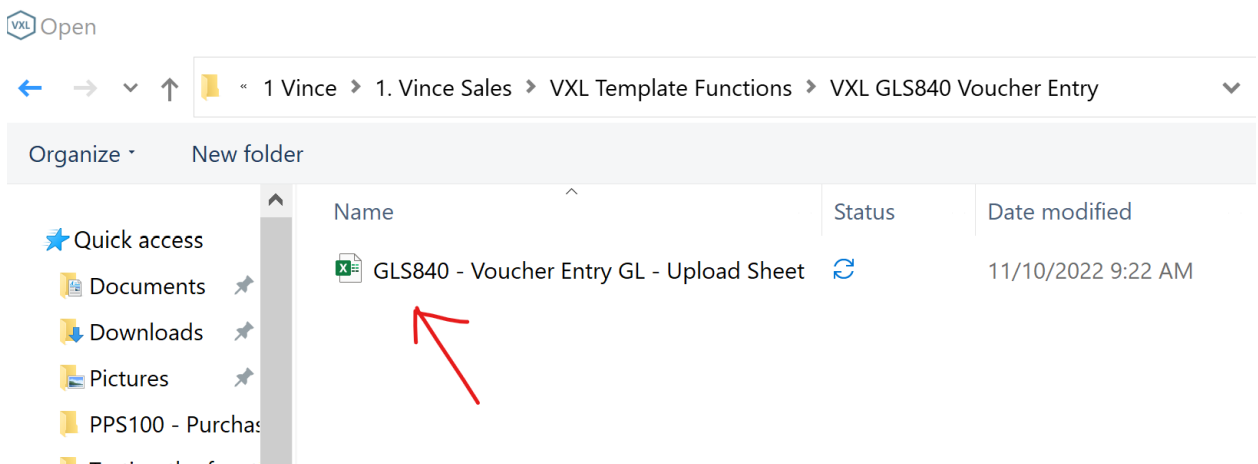 VXL Open
« 1 Vince > 1. Vince Sales > VXL Template Functions > VXL GLS840 Voucher Entry
Organize New folder
Name Status Date modified
Quick access
GLS840 - Voucher Entry GL - Upload Sheet 11/10/2022 9:22 AM
Documents
Downloads
Pictures
PPS100 - Purchas